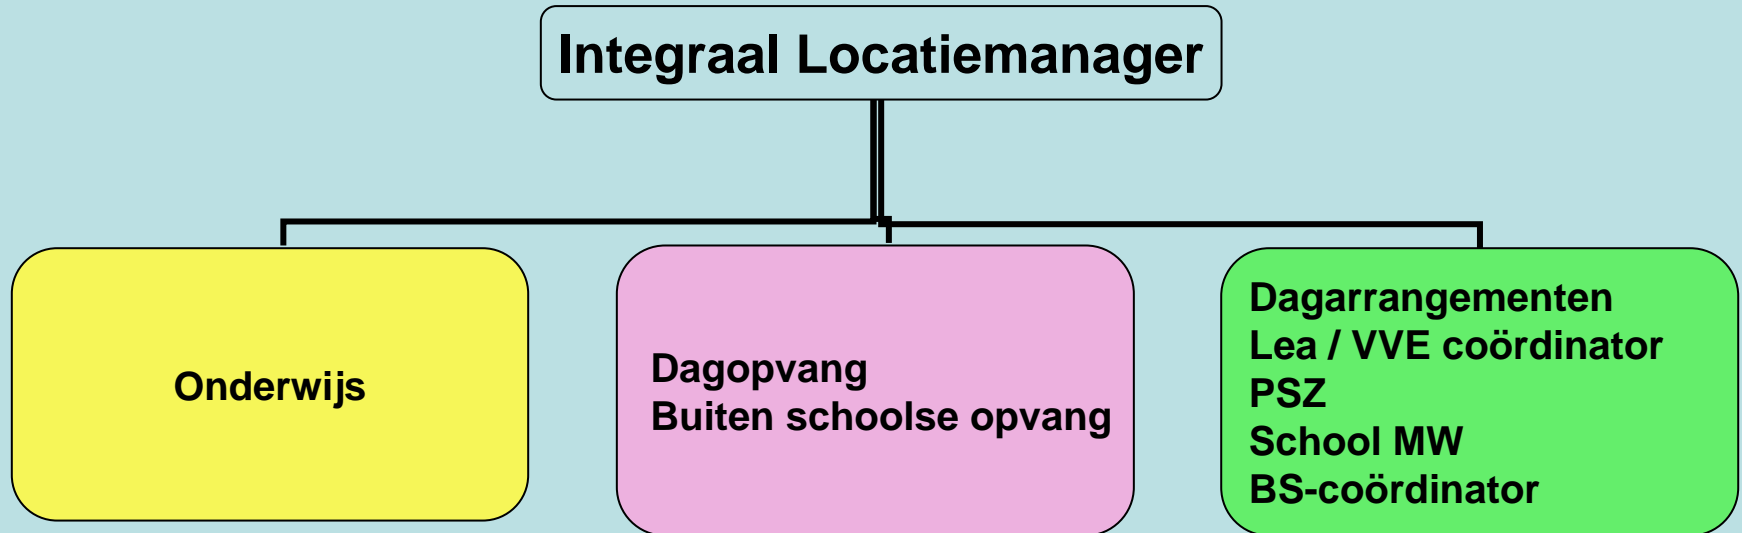 Integraal Locatiemanager
Onderwijs
Dagopvang
Buiten schoolse opvang
Dagarrangementen
Lea / VVE coördinator
PSZ
School MW
BS-coördinator